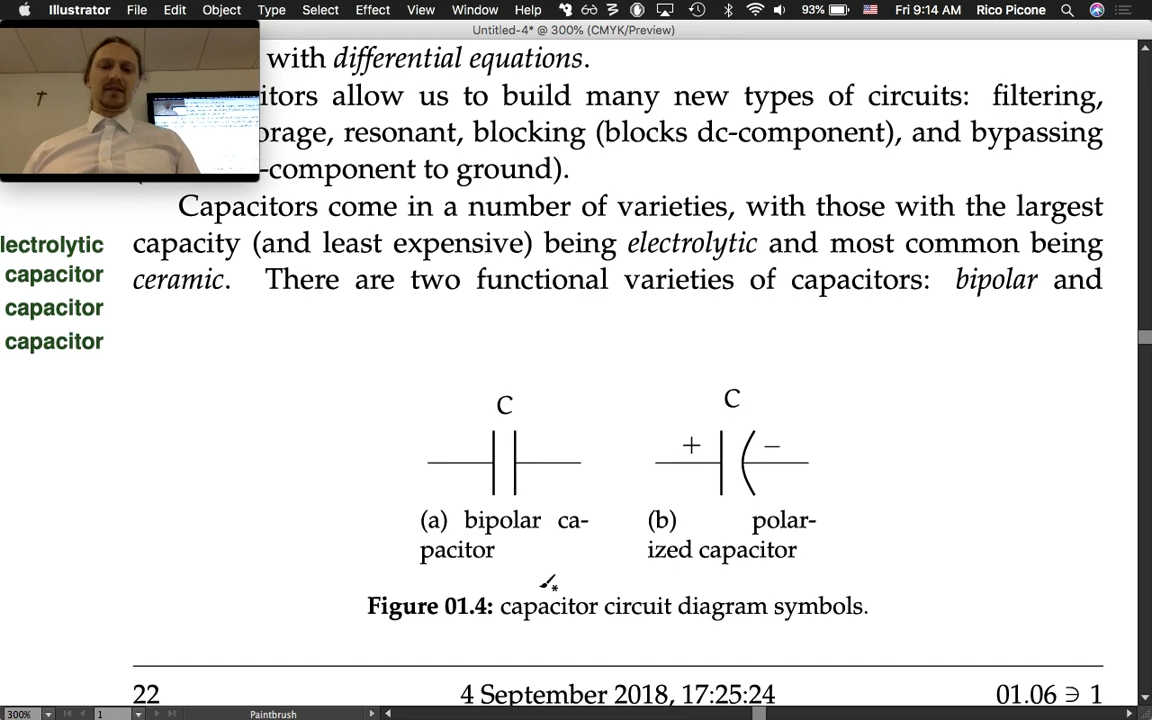 Illustrator File Edit Object Type Select Effect View Window Help 93% Fri 9:14 AM Rico Picone
Untitled-4* @ 300% (CMYK/Preview)
with differential equations.
itors allow us to build many new types of circuits: filtering,
orage, resonant, blocking (blocks dc-component), and bypassing
-component to ground).
Capacitors come in a number of varieties, with those with the largest
lectrolytic capacity (and least expensive) being electrolytic and most common being
capacitor ceramic. There are two functional varieties of capacitors: bipolar and
capacitor
capacitor
C C
+ −
(a) bipolar ca- (b) polar-
pacitor ized capacitor
Figure 01.4: capacitor circuit diagram symbols.
22 4 September 2018, 17:25:24 01.06 ∋ 1
300% 1 Paintbrush